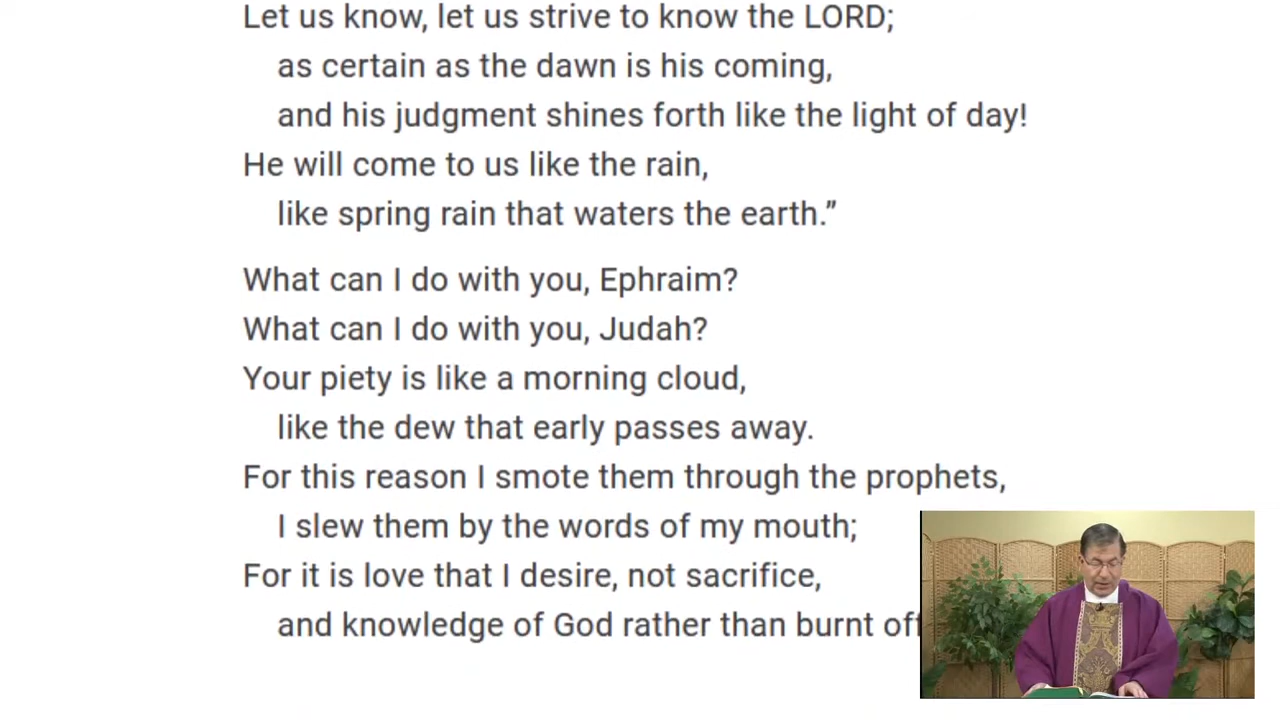 Let us know, let us strive to know the LORD;
as certain as the dawn is his coming,
and his judgment shines forth like the light of day!
He will come to us like the rain,
like spring rain that waters the earth.”
What can I do with you, Ephraim?
What can I do with you, Judah?
Your piety is like a morning cloud,
like the dew that early passes away.
For this reason I smote them through the prophets,
I slew them by the words of my mouth;
For it is love that I desire, not sacrifice,
and knowledge of God rather than burnt